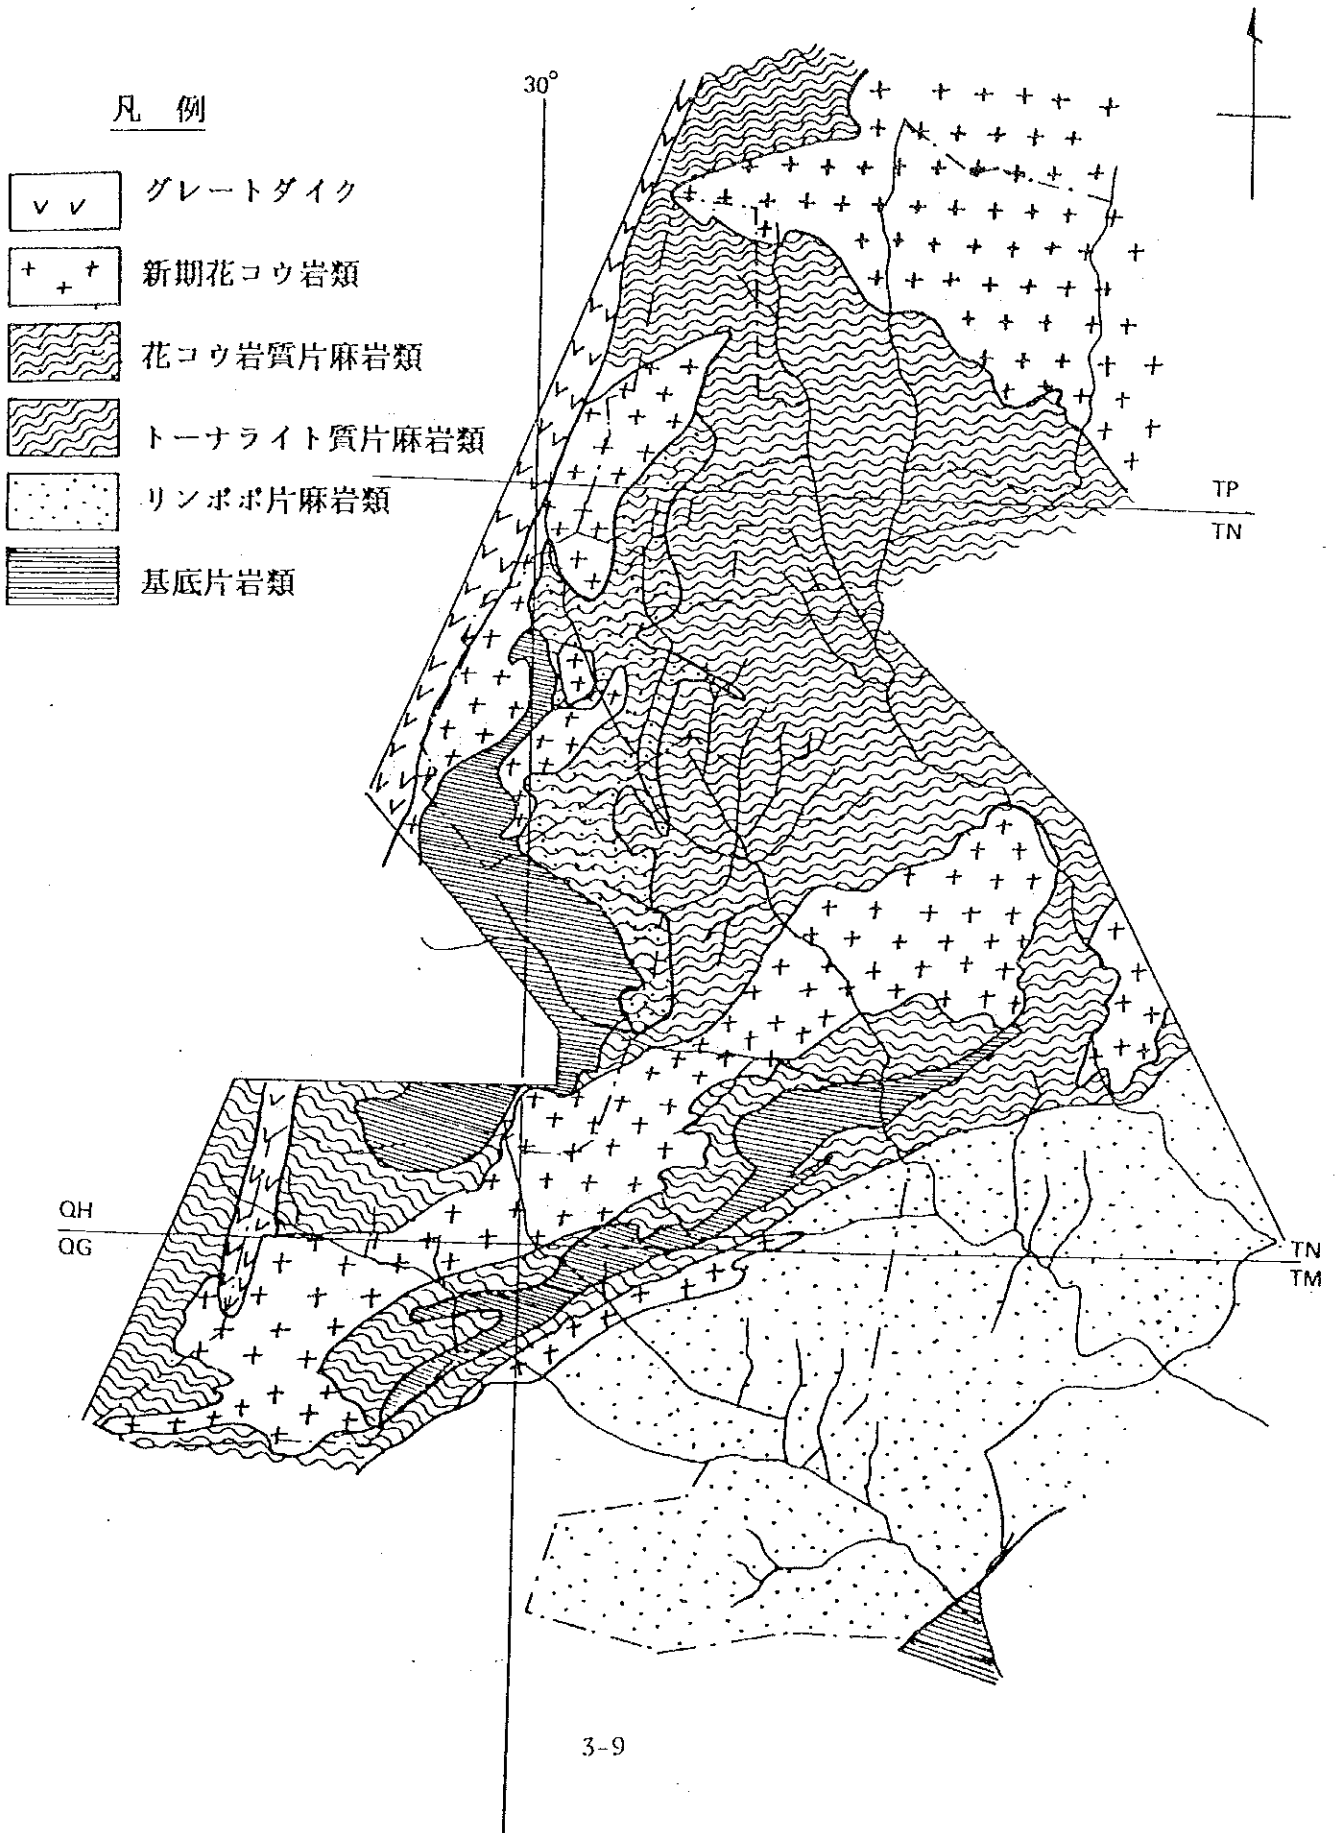 30°
凡 例
グレートダイク
新期花コウ岩類
花コウ岩質片麻岩類
トーナライト質片麻岩類
リンポポ片麻岩類
基底片岩類
TP
TN
QH
QG
TN
TM
3-9